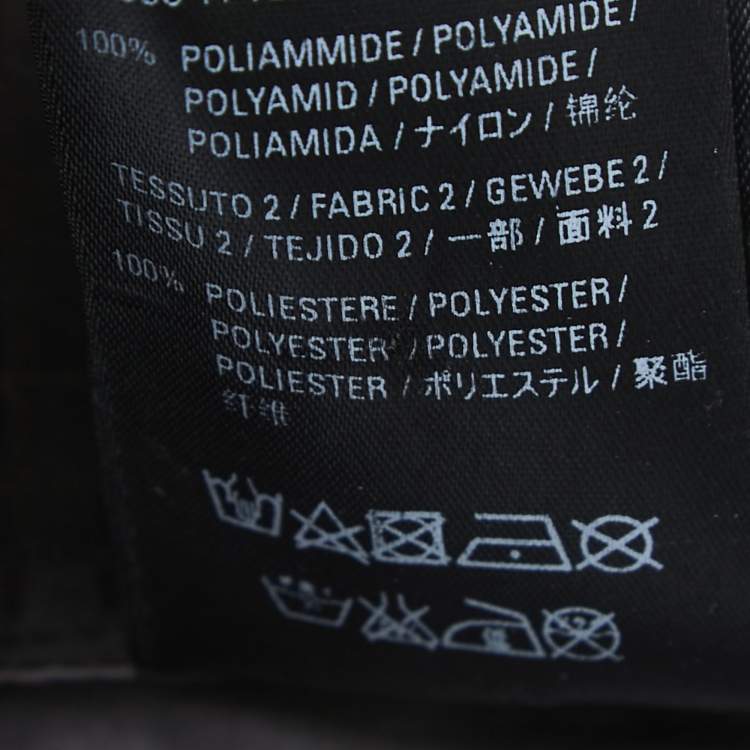 100% POLIAMMIDE / POLYAMIDE /
POLYAMID / POLYAMIDE /
POLIAMIDA / ナイロン / 锦纶
TESSUTO 2 / FABRIC 2 / GEWEBE 2 /
TISSU 2 / TEJIDO 2 / 一部 / 面料 2
100% POLIESTERE / POLYESTER /
POLYESTER / POLYESTER /
POLIESTER / ポリエステル / 聚酯
纤维